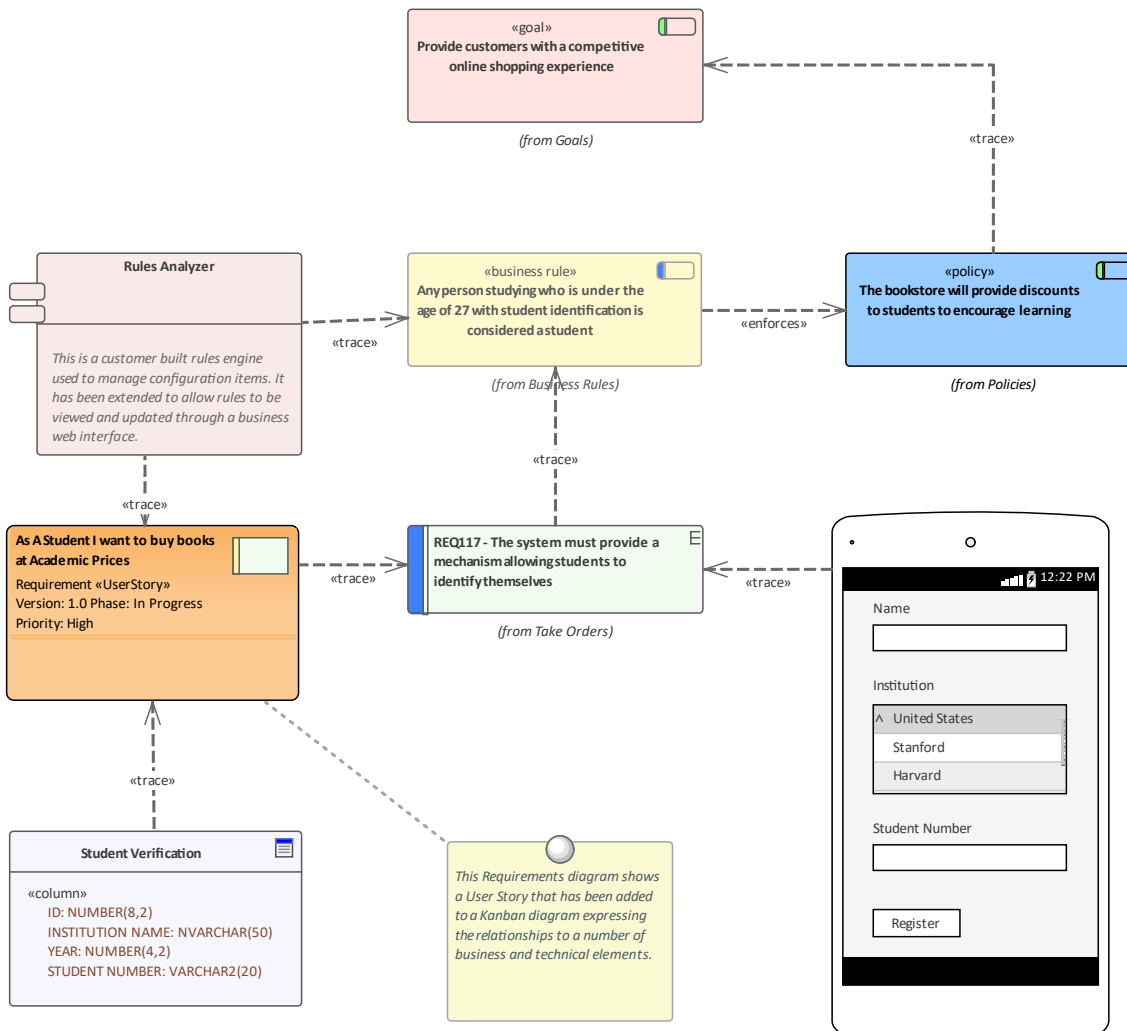 «goal»
Provide customers with a competitive
online shopping experience
(from Goals)
«trace»
Rules Analyzer
This is a customer built rules engine
used to manage configuration items. It
has been extended to allow rules to be
viewed and updated through a business
web interface.
«trace»
«business rule»
Any person studying who is under the
age of 27 with student identification is
considered a student
(from Business Rules)
«enforces»
«policy»
The bookstore will provide discounts
to students to encourage learning
(from Policies)
«trace»
«trace»
As A Student I want to buy books
at Academic Prices
Requirement «UserStory»
Version: 1.0 Phase: In Progress
Priority: High
«trace»
REQ117 - The system must provide a
mechanism allowing students to
identify themselves
(from Take Orders)
«trace»
12:22 PM
Name
Institution
^ United States
Stanford
Harvard
Student Number
Register
«trace»
Student Verification
«column»
ID: NUMBER(8,2)
INSTITUTION NAME: NVARCHAR(50)
YEAR: NUMBER(4,2)
STUDENT NUMBER: VARCHAR2(20)
This Requirements diagram shows
a User Story that has been added
to a Kanban diagram expressing
the relationships to a number of
business and technical elements.